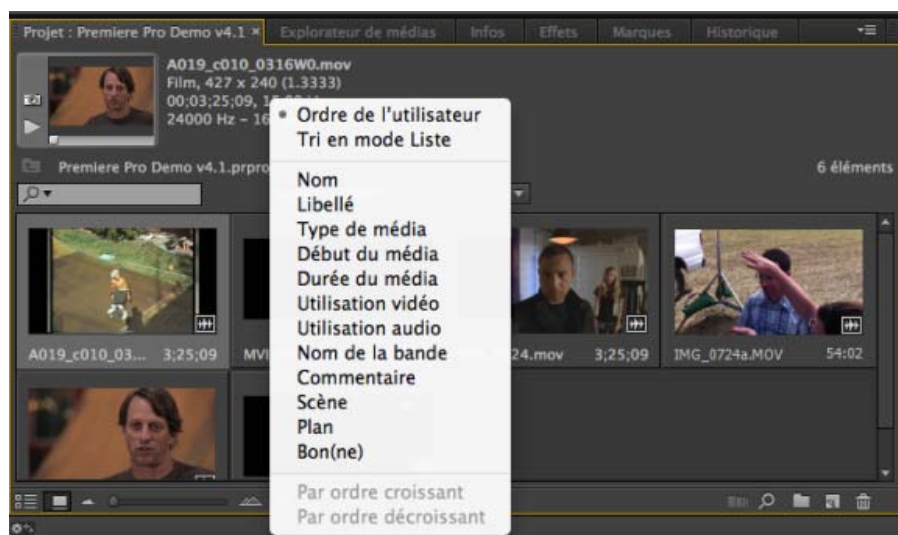 Projet : Premiere Pro Demo v4.1 × Explorateur de médias Infos Effets Marques Historique
A019_c010_0316W0.mov
Film, 427 x 240 (1.3333)
00;03;25;09,
24000 Hz – 16
Premiere Pro Demo v4.1.prpro
6 éléments
Ordre de l'utilisateur
Tri en mode Liste
Nom
Libellé
Type de média
Début du média
Durée du média
Utilisation vidéo
Utilisation audio
Nom de la bande
Commentaire
Scène
Plan
Bon(ne)
Par ordre croissant
Par ordre décroissant
A019_c010_03... 3;25;09 MVI 24.mov 3;25;09 IMG_0724a.MOV 54:02